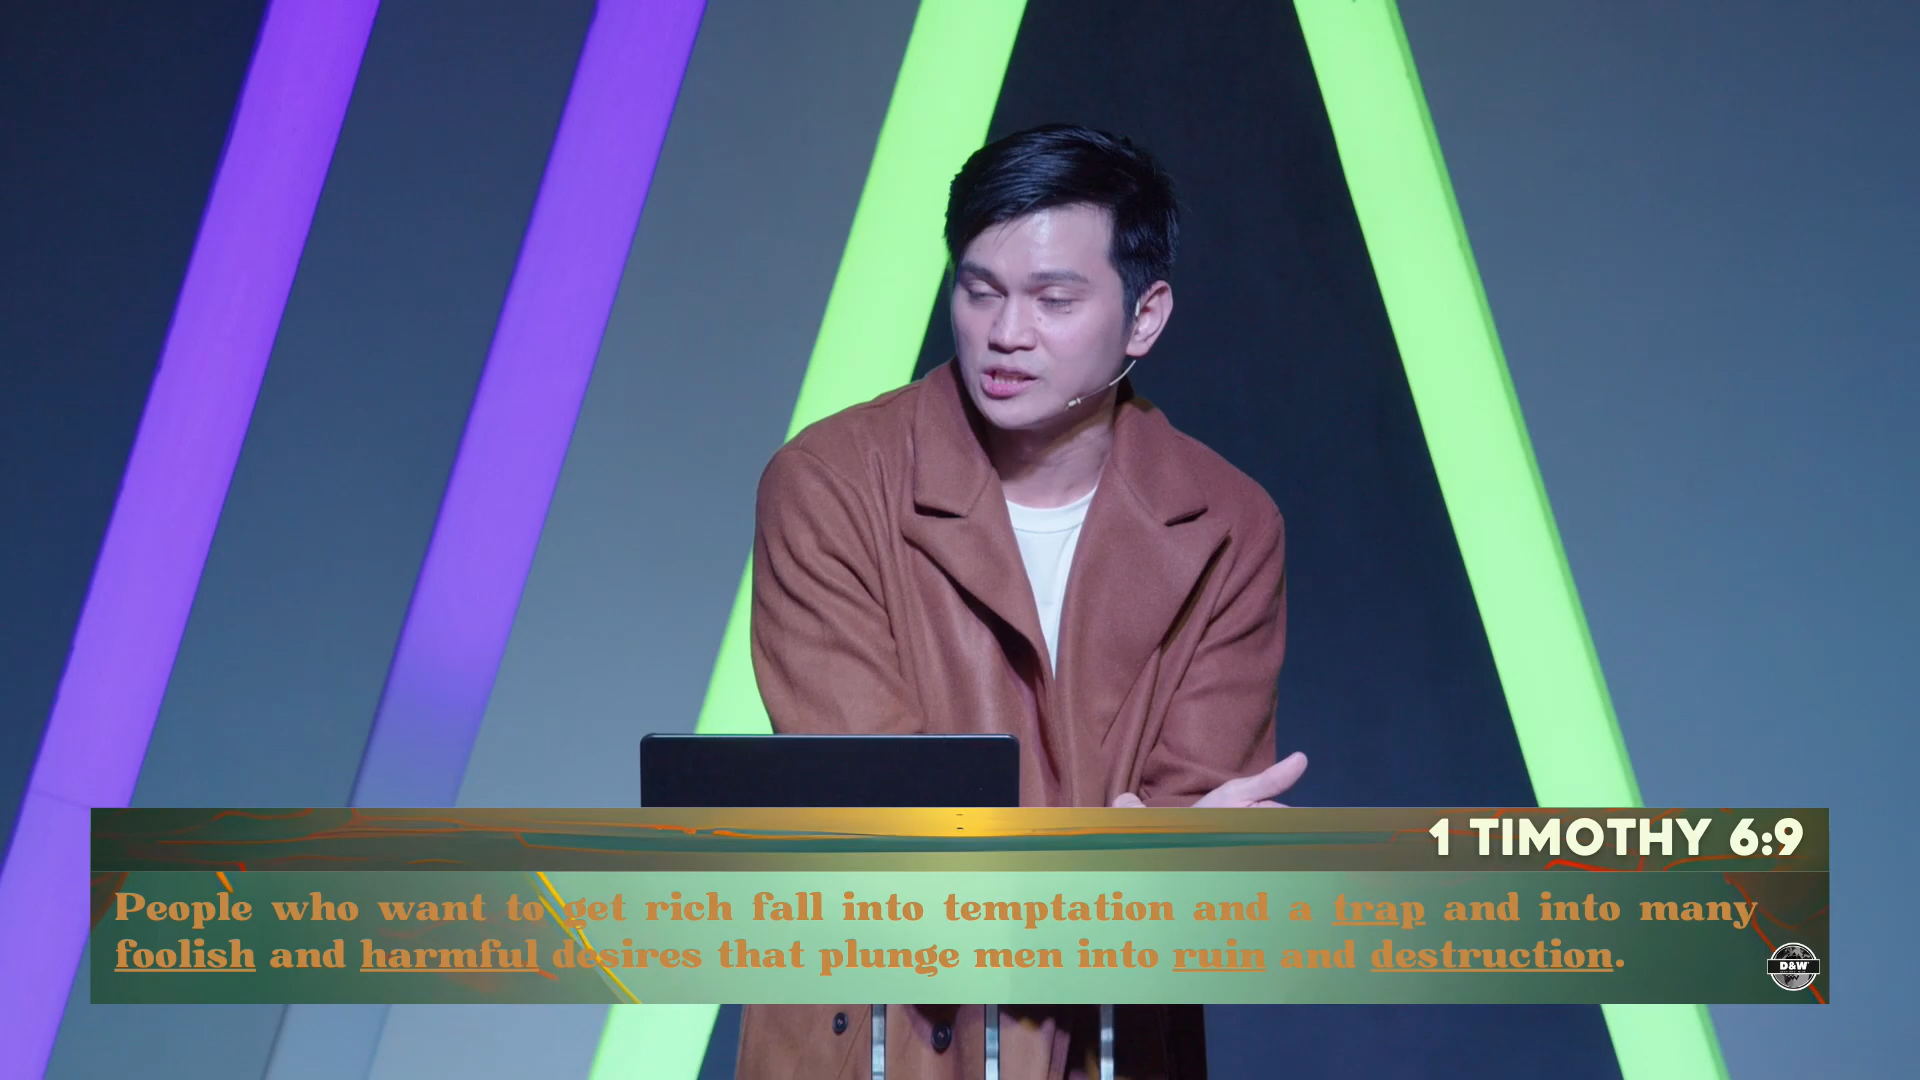 1 TIMOTHY 6:9
People who want to get rich fall into temptation and a trap and into many
foolish and harmful desires that plunge men into ruin and destruction.
D&W